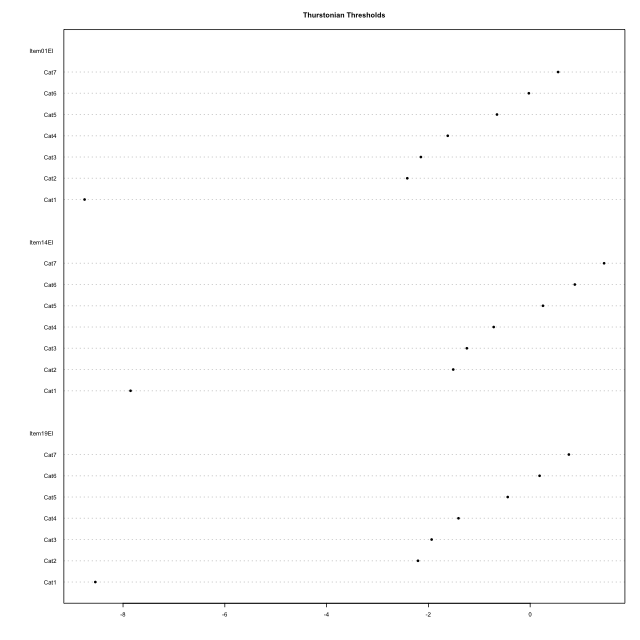 Thurstonian Thresholds
Item01EI
Cat7
Cat6
Cat5
Cat4
Cat3
Cat2
Cat1
Item14EI
Cat7
Cat6
Cat5
Cat4
Cat3
Cat2
Cat1
Item19EI
Cat7
Cat6
Cat5
Cat4
Cat3
Cat2
Cat1
-8 -6 -4 -2 0